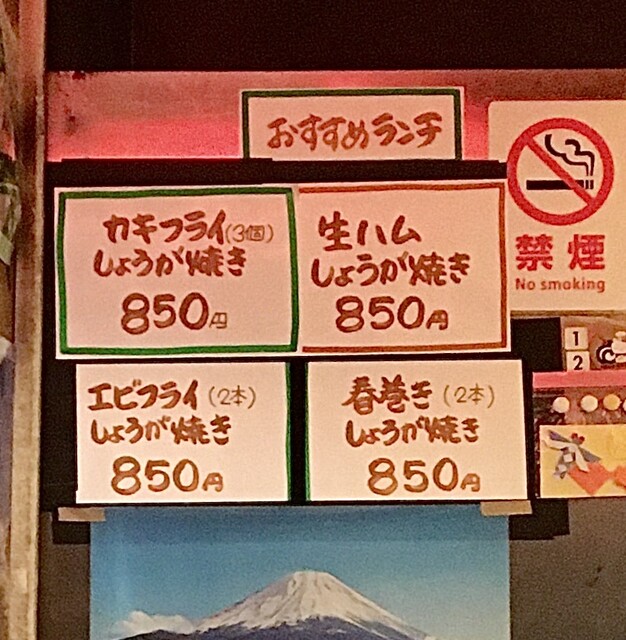 おすすめランチ
カキフライ(3個)
しょうが焼き
850円
生ハム
しょうが焼き
850円
エビフライ(2本)
しょうが焼き
850円
春巻き(2本)
しょうが焼き
850円
禁煙
No smoking
1
2